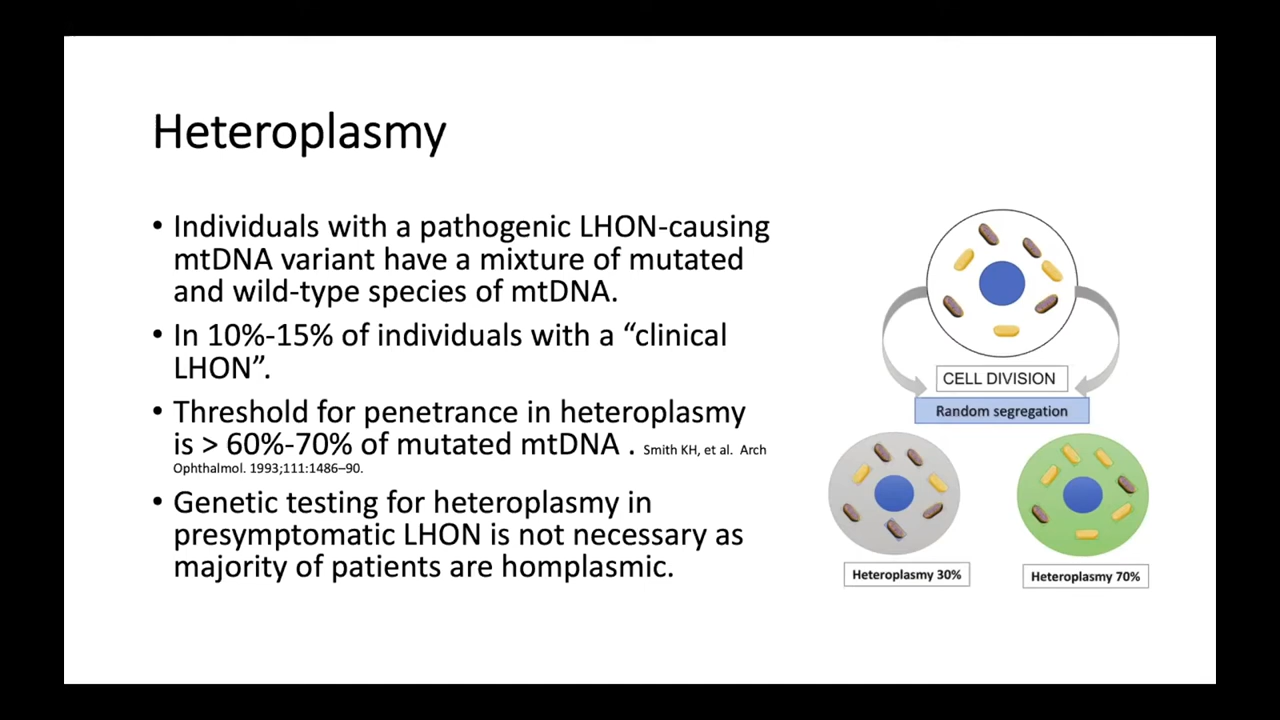 Heteroplasmy
• Individuals with a pathogenic LHON-causing
mtDNA variant have a mixture of mutated
and wild-type species of mtDNA.
• In 10%-15% of individuals with a “clinical
LHON”.
• Threshold for penetrance in heteroplasmy
is > 60%-70% of mutated mtDNA . Smith KH, et al. Arch
Ophthalmol. 1993;111:1486–90.
• Genetic testing for heteroplasmy in
presymptomatic LHON is not necessary as
majority of patients are homplasmic.
CELL DIVISION
Random segregation
Heteroplasmy 30%
Heteroplasmy 70%